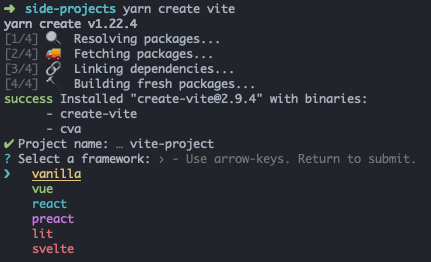 ➜ side-projects yarn create vite
yarn create v1.22.4
[1/4] 🔍 Resolving packages...
[2/4] 🚚 Fetching packages...
[3/4] 🔗 Linking dependencies...
[4/4] 🔨 Building fresh packages...
success Installed "create-vite@2.9.4" with binaries:
- create-vite
- cva
✔ Project name: … vite-project
? Select a framework: › - Use arrow-keys. Return to submit.
❯ vanilla
vue
react
preact
lit
svelte